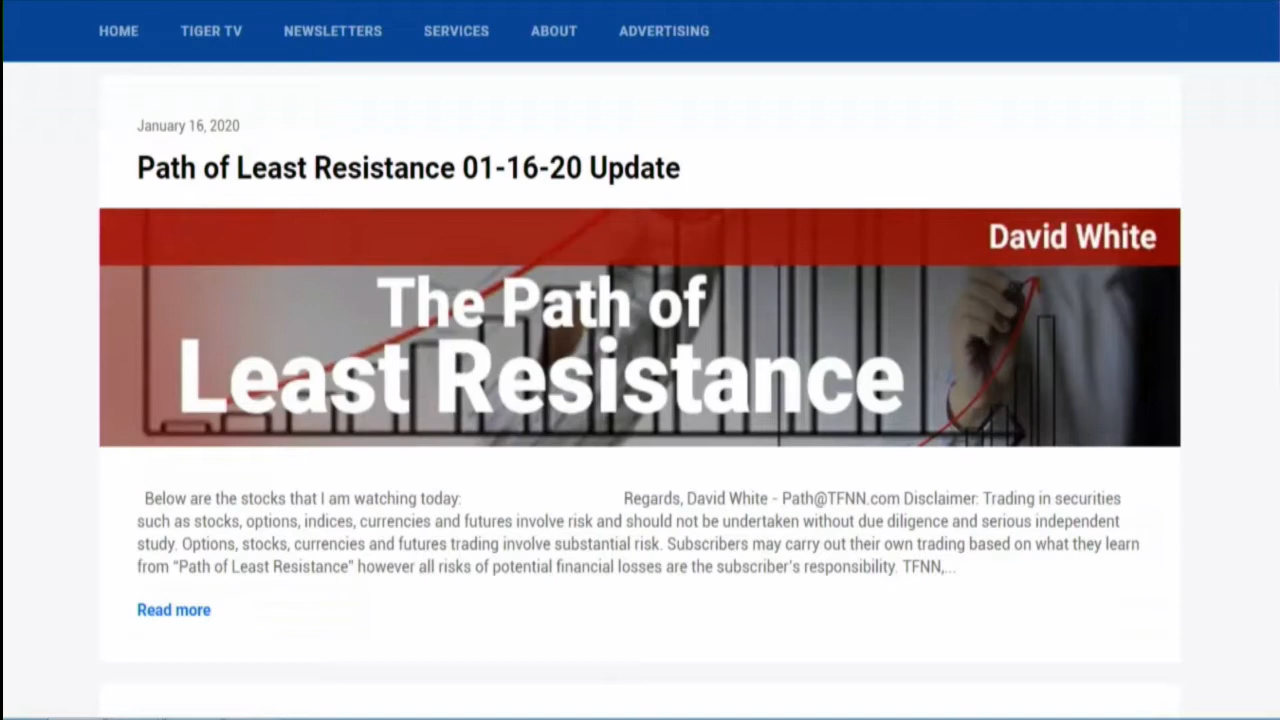 HOME TIGER TV NEWSLETTERS SERVICES ABOUT ADVERTISING
January 16, 2020
Path of Least Resistance 01-16-20 Update
David White
The Path of
Least Resistance
Below are the stocks that I am watching today: Regards, David White - Path@TFNN.com Disclaimer: Trading in securities
such as stocks, options, indices, currencies and futures involve risk and should not be undertaken without due diligence and serious independent
study. Options, stocks, currencies and futures trading involve substantial risk. Subscribers may carry out their own trading based on what they learn
from “Path of Least Resistance” however all risks of potential financial losses are the subscriber’s responsibility. TFNN,...
Read more